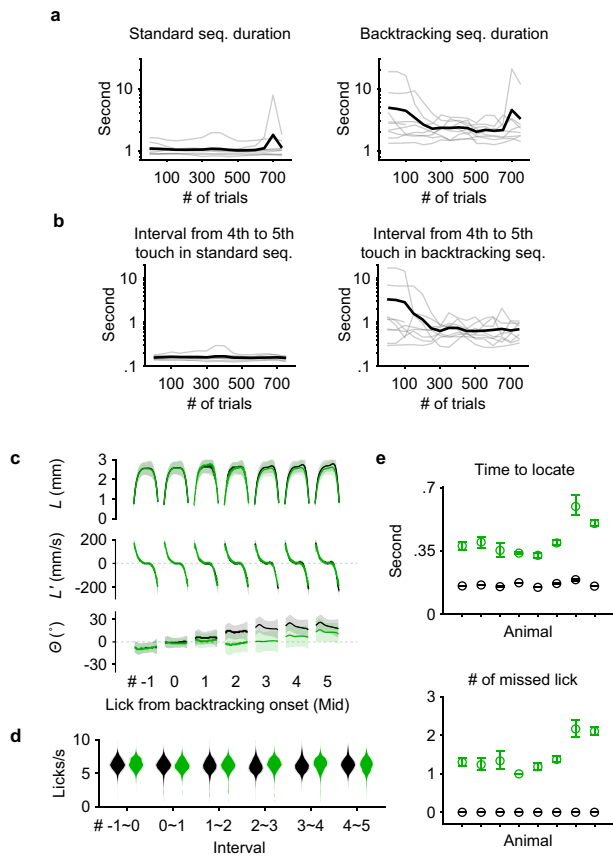 a
Standard seq. duration
Backtracking seq. duration
Second
10
1
100 300 500 700
# of trials
Second
10
1
100 300 500 700
# of trials
b
Interval from 4th to 5th
touch in standard seq.
Interval from 4th to 5th
touch in backtracking seq.
Second
10
1
.1
100 300 500 700
# of trials
Second
10
1
.1
100 300 500 700
# of trials
c
L (mm)
3
2
1
0
L' (mm/s)
200
0
-200
Θ (°)
30
0
-30
# -1 0 1 2 3 4 5
Lick from backtracking onset (Mid)
d
Licks/s
10
5
0
# -1~0 0~1 1~2 2~3 3~4 4~5
Interval
e
Time to locate
Second
.7
.35
0
Animal
# of missed lick
3
2
1
0
Animal